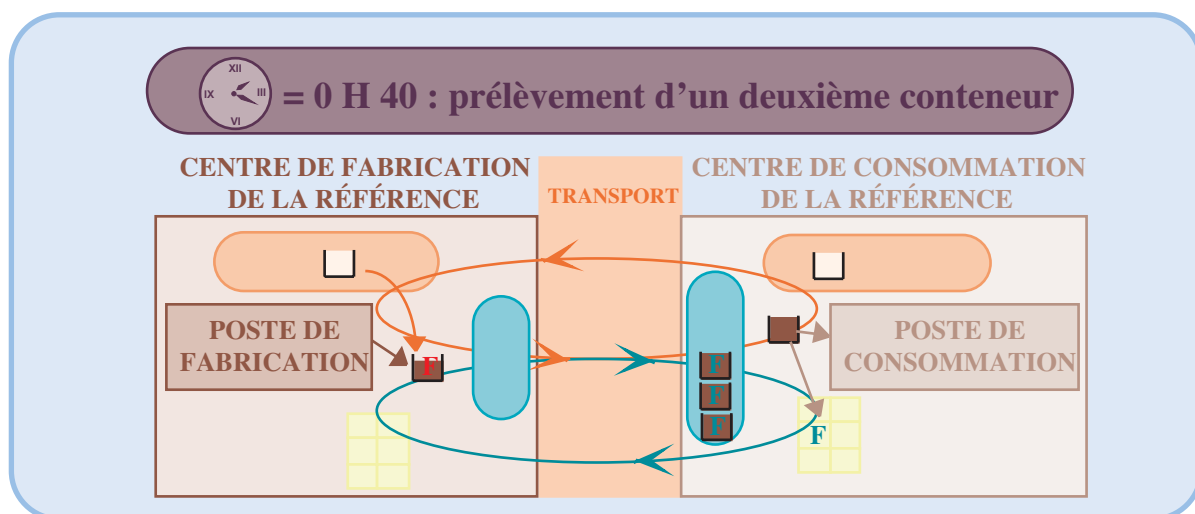 XII
IX III
VI
= 0 H 40 : prélèvement d’un deuxième conteneur
CENTRE DE FABRICATION
DE LA RÉFÉRENCE
TRANSPORT
CENTRE DE CONSOMMATION
DE LA RÉFÉRENCE
POSTE DE
FABRICATION
F
F
F
F
POSTE DE
CONSOMMATION
F